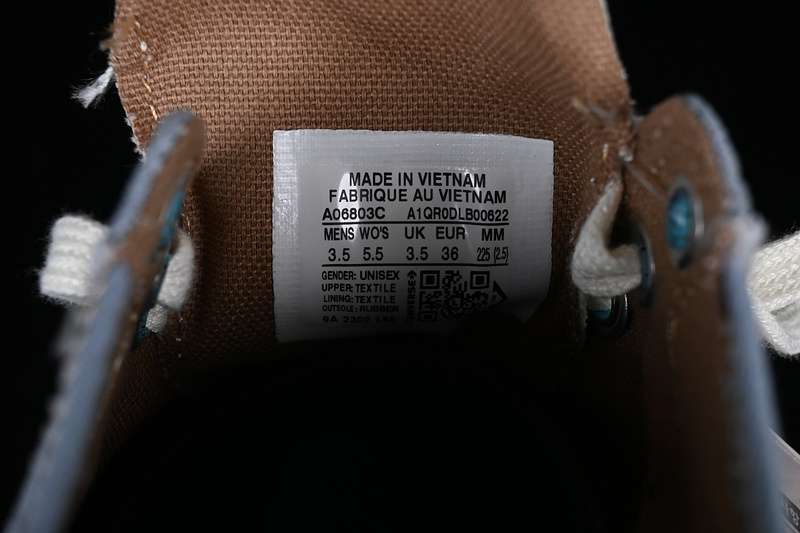 MADE IN VIETNAM
FABRIQUE AU VIETNAM
A06803C A1QR0DLB00622
MENS WO'S UK EUR MM
3.5 5.5 3.5 36 225 (2.5)
GENDER: UNISEX
UPPER: TEXTILE
LINING: TEXTILE
OUTSOLE: RUBBER
CONVERSE